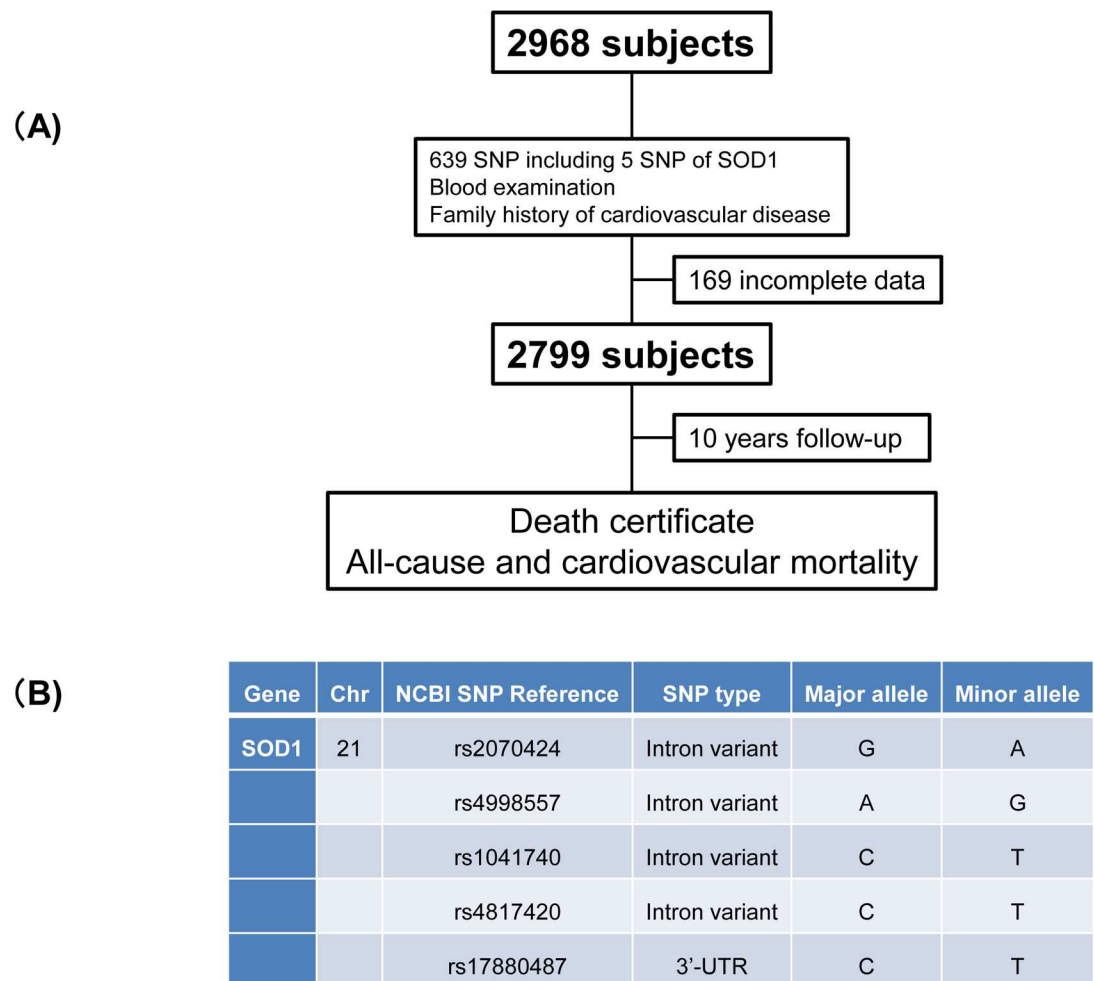 (A)
2968 subjects
639 SNP including 5 SNP of SOD1
Blood examination
Family history of cardiovascular disease
169 incomplete data
2799 subjects
10 years follow-up
Death certificate
All-cause and cardiovascular mortality
(B)
Gene Chr NCBI SNP Reference SNP type Major allele Minor allele
SOD1 21 rs2070424 Intron variant G A
rs4998557 Intron variant A G
rs1041740 Intron variant C T
rs4817420 Intron variant C T
rs17880487 3’-UTR C T